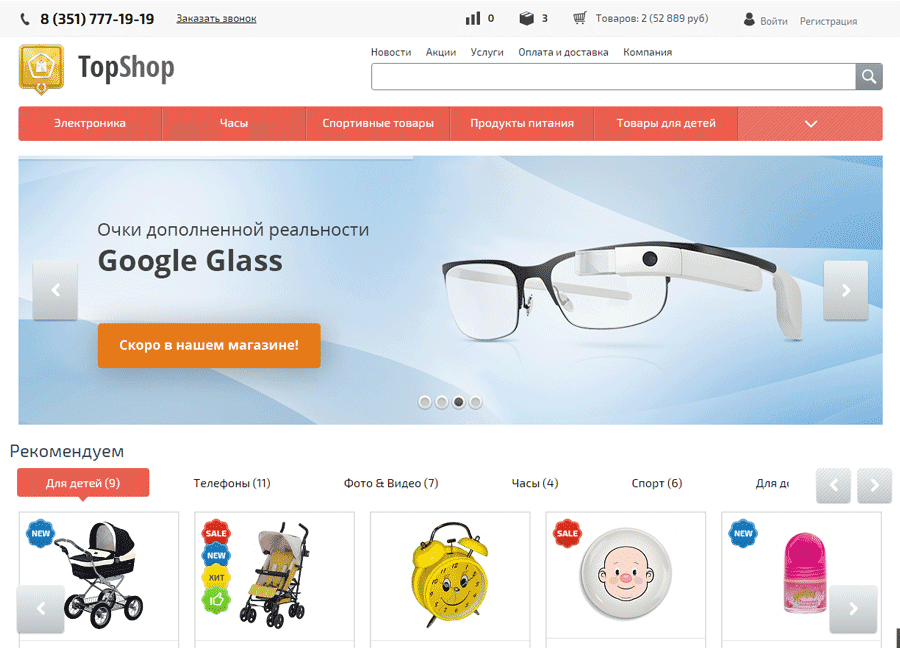 8 (351) 777-19-19 Заказать звонок 0 3 Товаров: 2 (52 889 руб) Войти Регистрация
Новости Акции Услуги Оплата и доставка Компания
TopShop
Электроника Часы Спортивные товары Продукты питания Товары для детей
Очки дополненной реальности
Google Glass
Скоро в нашем магазине!
Рекомендуем
Для детей (9) Телефоны (11) Фото & Видео (7) Часы (4) Спорт (6) Для де
NEW SALE SALE NEW
NEW
ХИТ